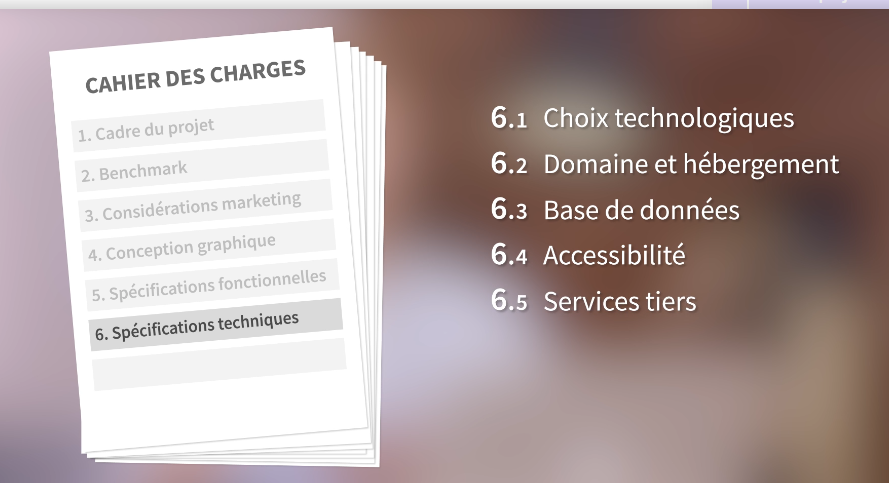 CAHIER DES CHARGES
1. Cadre du projet
2. Benchmark
3. Considérations marketing
4. Conception graphique
5. Spécifications fonctionnelles
6. Spécifications techniques
6.1 Choix technologiques
6.2 Domaine et hébergement
6.3 Base de données
6.4 Accessibilité
6.5 Services tiers